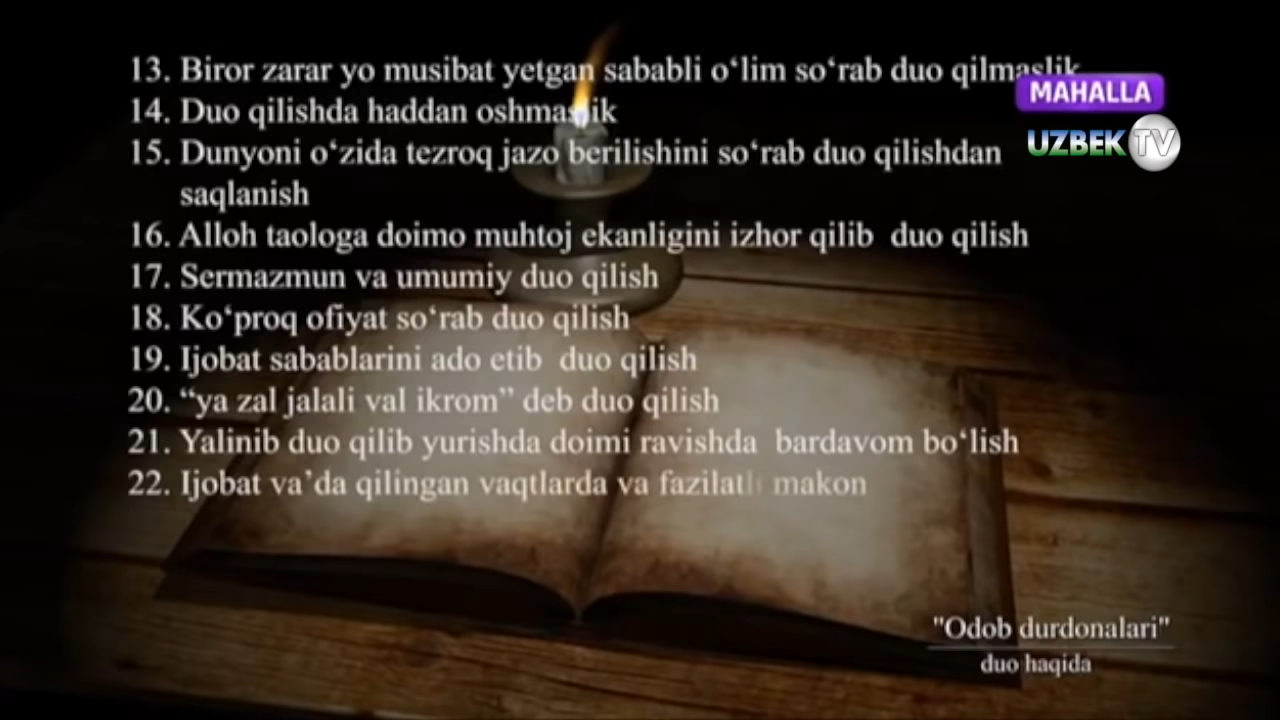 13. Biror zarar yo musibat yetgan sababli o‘lim so‘rab duo qilmaslik
MAHALLA
14. Duo qilishda haddan oshmaslik
15. Dunyoni o‘zida tezroq jazo berilishini so‘rab duo qilishdan
UZBEK TV
saqlanish
16. Alloh taologa doimo muhtoj ekanligini izhor qilib duo qilish
17. Sermazmun va umumiy duo qilish
18. Ko‘proq ofiyat so‘rab duo qilish
19. Ijobat sabablarini ado etib duo qilish
20. “ya zal jalali val ikrom” deb duo qilish
21. Yalinib duo qilib yurishda doimi ravishda bardavom bo‘lish
22. Ijobat va’da qilingan vaqtlarda va fazilatli makon
"Odob durdonalari"
duo haqida